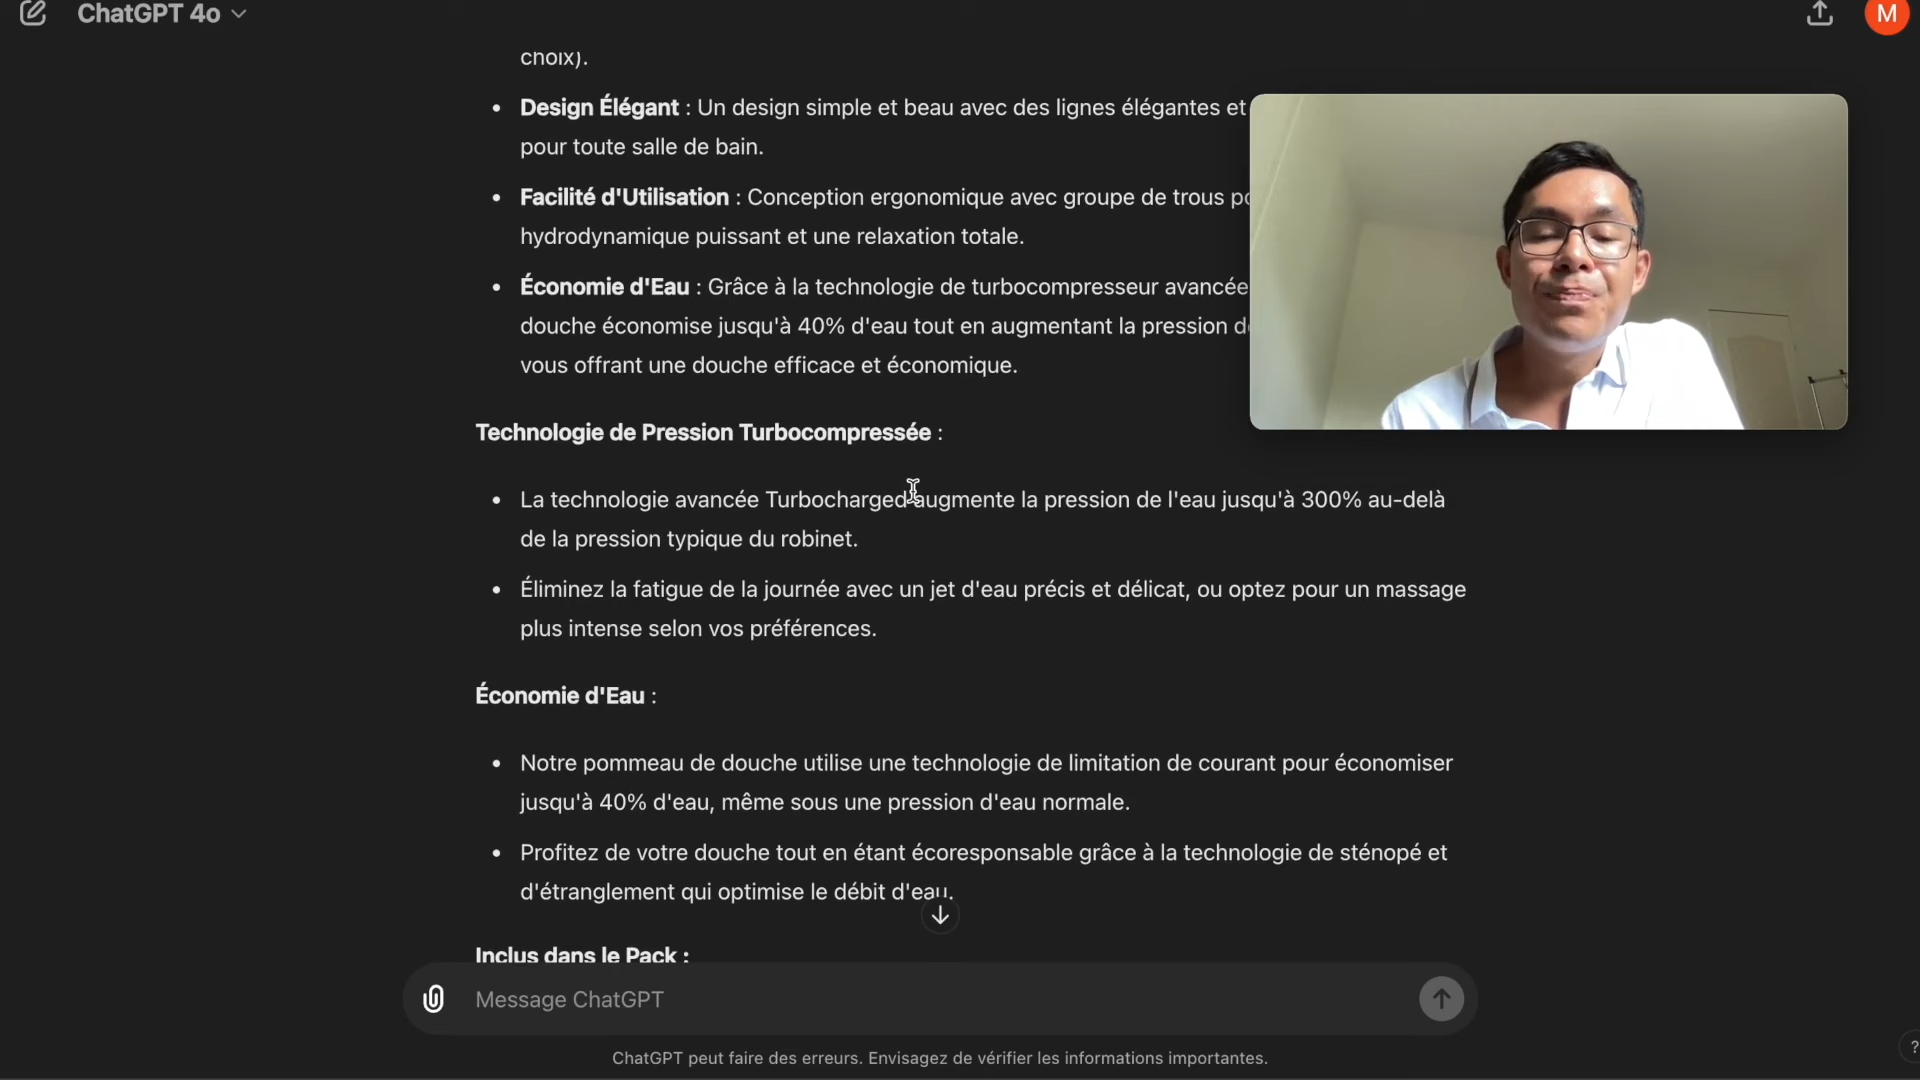 ChatGPT 4o
M
choix).
Design Élégant : Un design simple et beau avec des lignes élégantes et
pour toute salle de bain.
Facilité d'Utilisation : Conception ergonomique avec groupe de trous
hydrodynamique puissant et une relaxation totale.
Économie d'Eau : Grâce à la technologie de turbocompresseur avancée
douche économise jusqu'à 40% d'eau tout en augmentant la pression
vous offrant une douche efficace et économique.
Technologie de Pression Turbocompressée :
La technologie avancée Turbocharged augmente la pression de l'eau jusqu'à 300% au-delà
de la pression typique du robinet.
Éliminez la fatigue de la journée avec un jet d'eau précis et délicat, ou optez pour un massage
plus intense selon vos préférences.
Économie d'Eau :
Notre pommeau de douche utilise une technologie de limitation de courant pour économiser
jusqu'à 40% d'eau, même sous une pression d'eau normale.
Profitez de votre douche tout en étant écoresponsable grâce à la technologie de sténopé et
d'étranglement qui optimise le débit d'eau.
Inclus dans le Pack :
Message ChatGPT
ChatGPT peut faire des erreurs. Envisagez de vérifier les informations importantes.
?